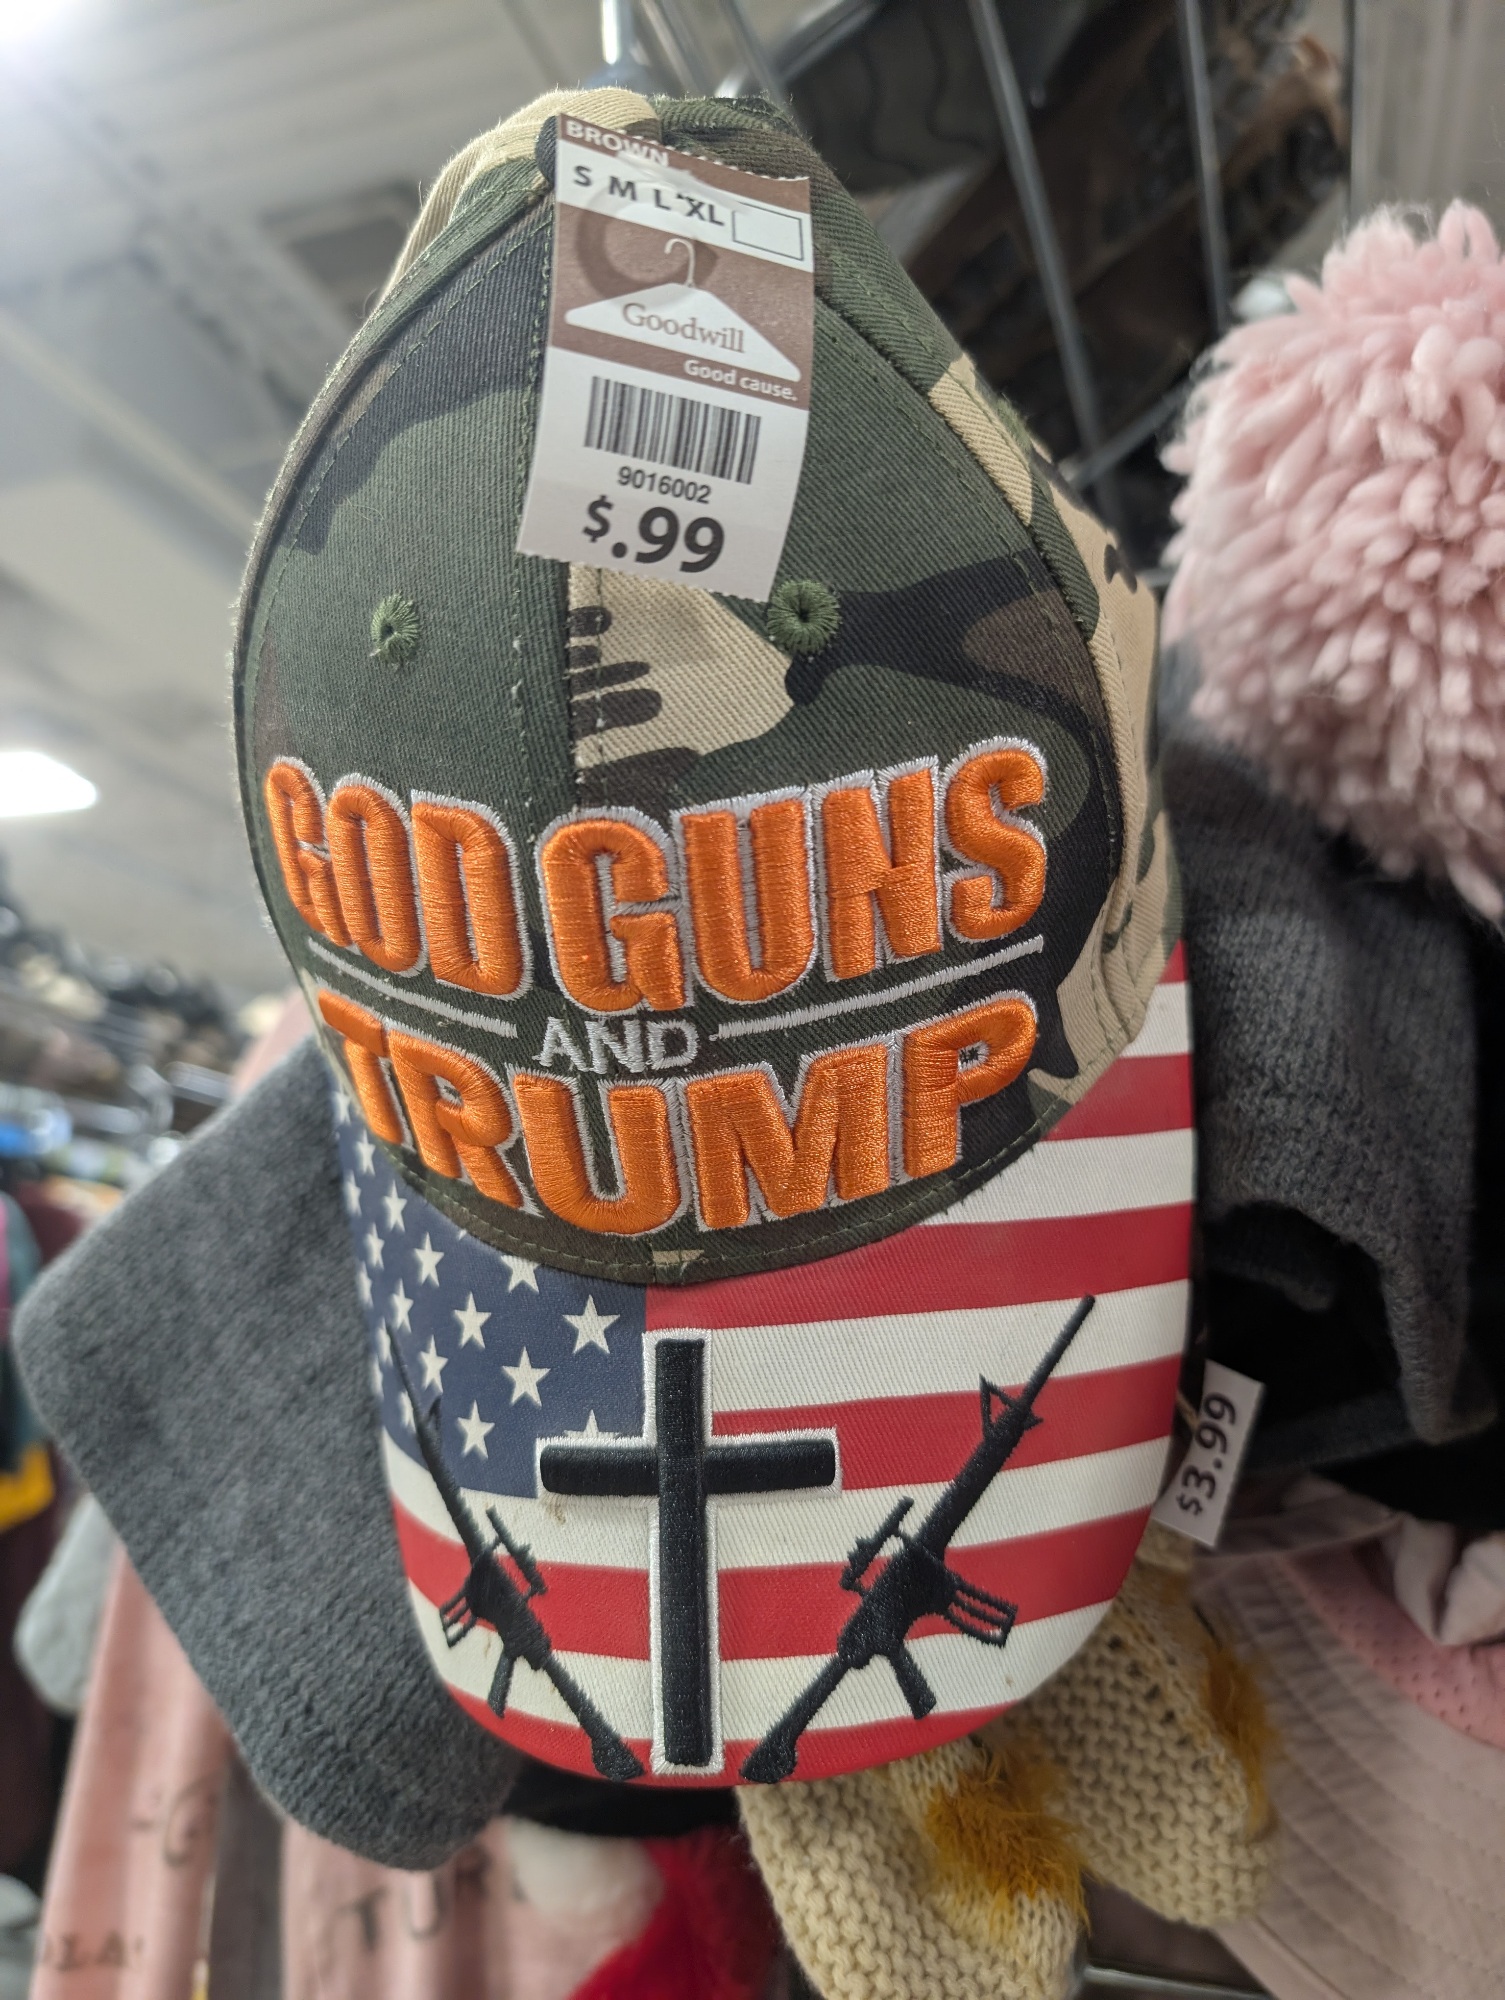 BROWN
S M L XL
Goodwill
Good cause.
9016002
$.99
GOD GUNS
AND
TRUMP
$3.99